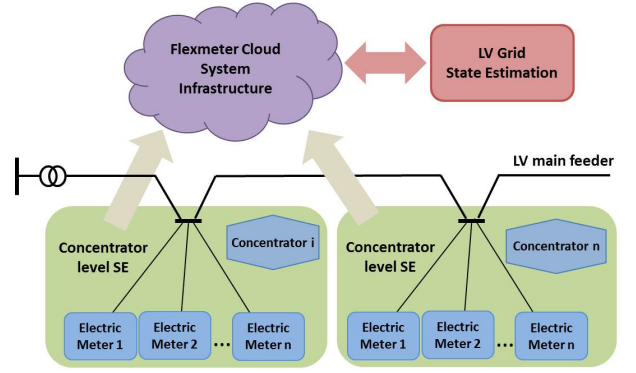 Flexmeter Cloud
System
Infrastructure
LV Grid
State Estimation
LV main feeder
Concentrator
level SE
Concentrator i
Electric
Meter 1
Electric
Meter 2
...
Electric
Meter n
Concentrator
level SE
Concentrator n
Electric
Meter 1
Electric
Meter 2
...
Electric
Meter n